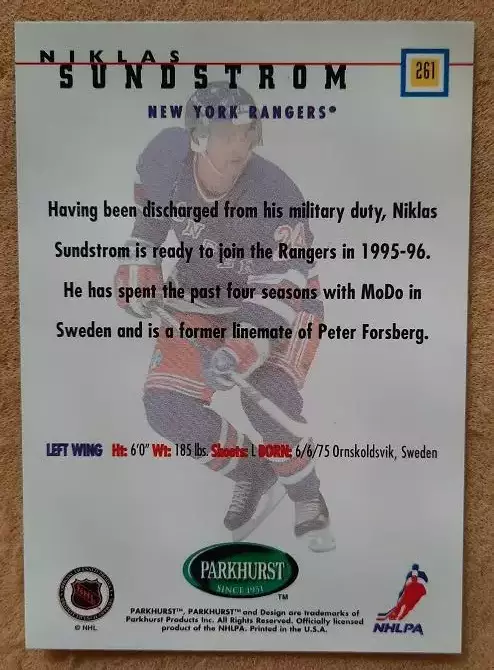 NIKLAS
SUNDSTROM
261
NEW YORK RANGERS®
Having been discharged from his military duty, Niklas
Sundstrom is ready to join the Rangers in 1995-96.
He has spent the past four seasons with MoDo in
Sweden and is a former linemate of Peter Forsberg.
LEFT WING Ht: 6'0" Wt: 185 lbs. Shoots: L BORN: 6/6/75 Ornskoldsvik, Sweden
PARKHURST
SINCE 1951
™
NHL
© NHL
PARKHURST™, PARKHURST™ and Design are trademarks of
Parkhurst Products Inc. All Rights Reserved. Officially licensed
product of the NHLPA. Printed in the U.S.A.
NHLPA